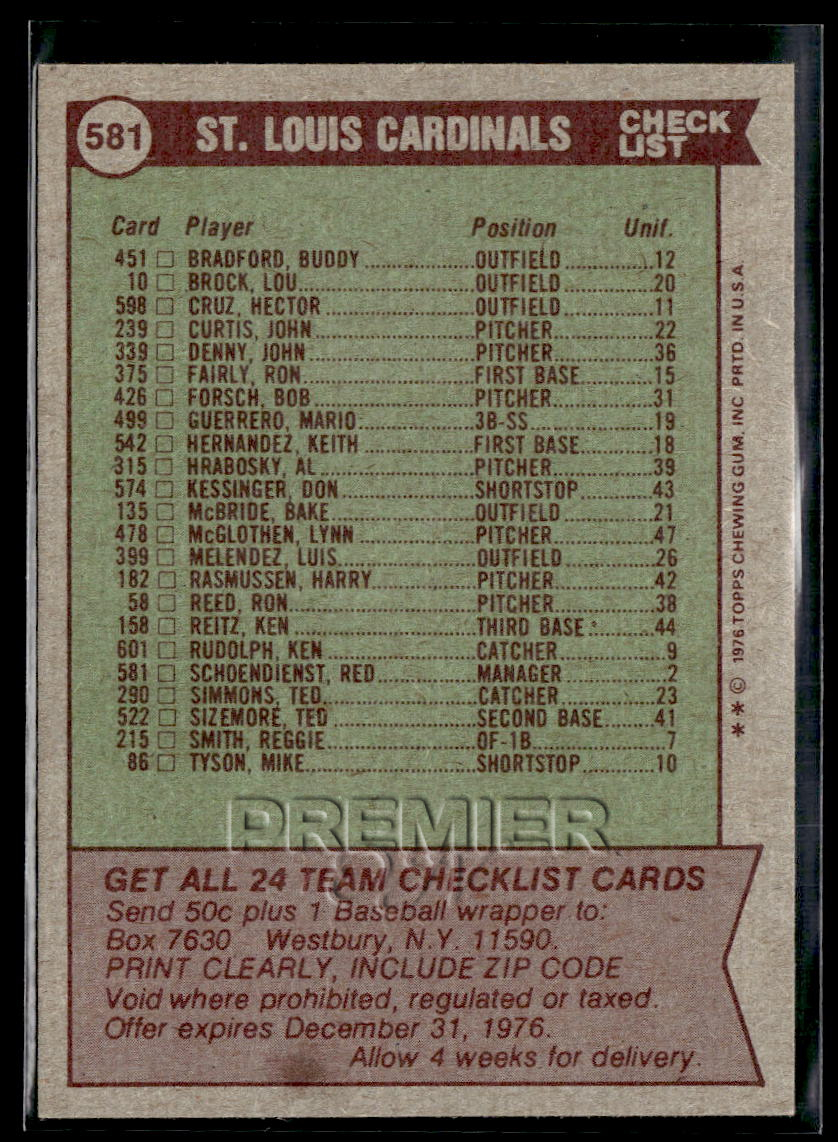 581 ST. LOUIS CARDINALS CHECK LIST
Card Player Position Unif.
451 □ BRADFORD, BUDDY OUTFIELD 12
10 □ BROCK, LOU OUTFIELD 20
598 □ CRUZ, HECTOR OUTFIELD 11
239 □ CURTIS, JOHN PITCHER 22
339 □ DENNY, JOHN PITCHER 36
375 □ FAIRLY, RON FIRST BASE 15
426 □ FORSCH, BOB PITCHER 31
499 □ GUERRERO, MARIO 3B-SS 19
542 □ HERNANDEZ, KEITH FIRST BASE 18
315 □ HRABOSKY, AL PITCHER 39
574 □ KESSINGER, DON SHORTSTOP 43
135 □ McBRIDE, BAKE OUTFIELD 21
478 □ McGLOTHEN, LYNN PITCHER 47
399 □ MELENDEZ, LUIS OUTFIELD 26
182 □ RASMUSSEN, HARRY PITCHER 42
58 □ REED, RON PITCHER 38
158 □ REITZ, KEN THIRD BASE 44
601 □ RUDOLPH, KEN CATCHER 9
581 □ SCHOENDIENST, RED MANAGER 2
290 □ SIMMONS, TED CATCHER 23
522 □ SIZEMORE, TED SECOND BASE 41
215 □ SMITH, REGGIE OF-1B 7
86 □ TYSON, MIKE SHORTSTOP 10
PREMIER
GET ALL 24 TEAM CHECKLIST CARDS
Send 50c plus 1 Baseball wrapper to:
Box 7630 Westbury, N.Y. 11590.
PRINT CLEARLY, INCLUDE ZIP CODE
Void where prohibited, regulated or taxed.
Offer expires December 31, 1976.
Allow 4 weeks for delivery.
** © 1976 TOPPS CHEWING GUM, INC. PRTD. IN U.S.A.